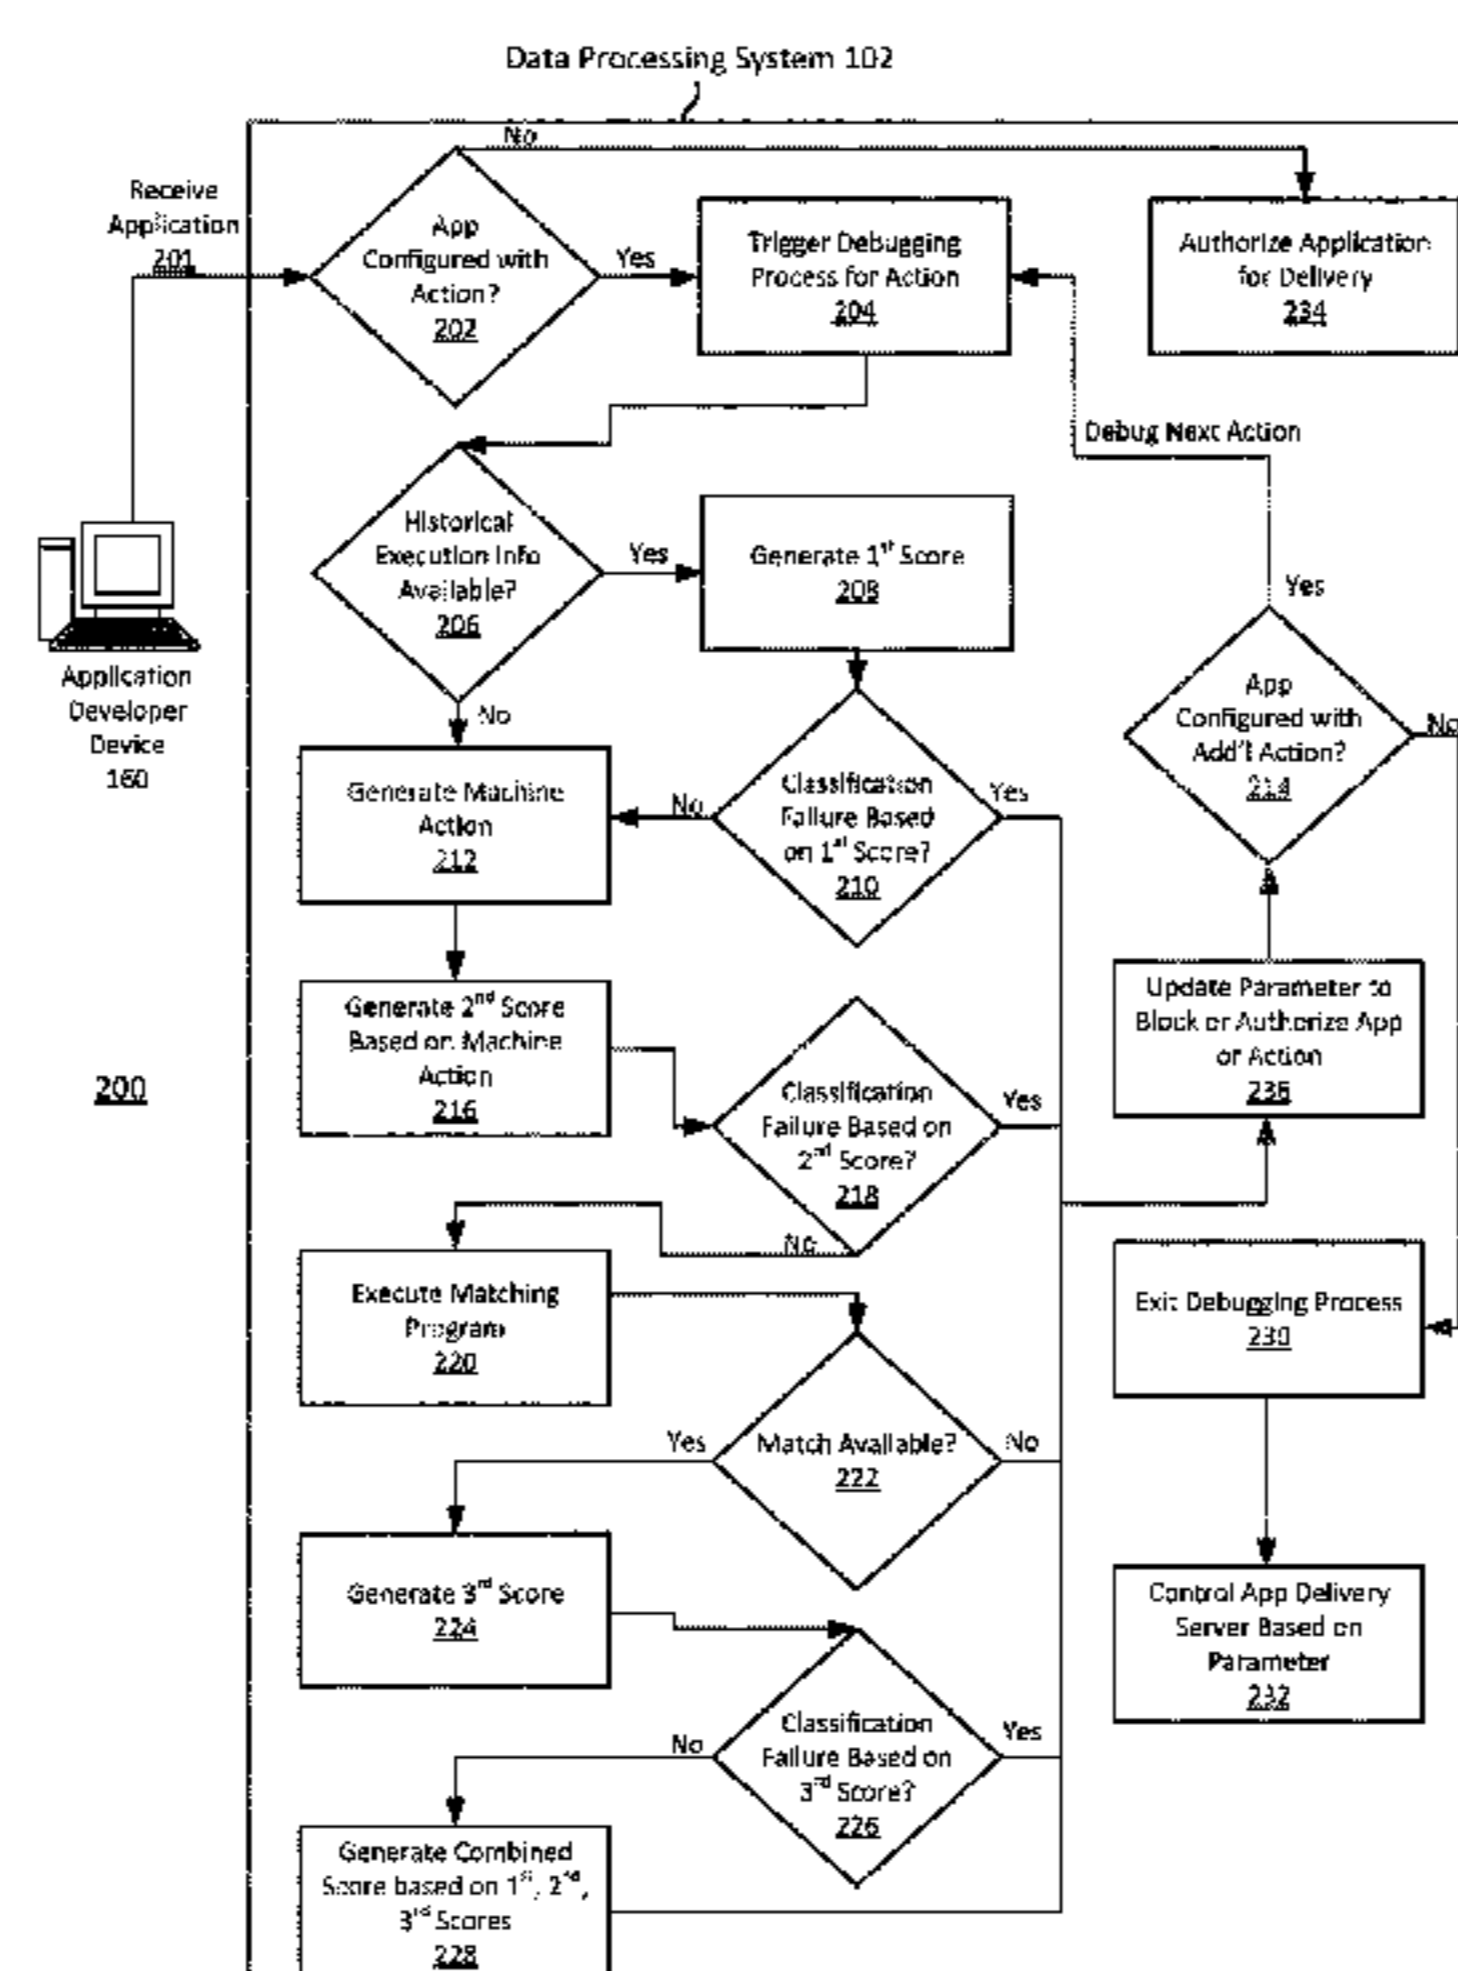 Data Processing System 102
No
Receive
Application
201
App
Configured with
Action?
202
Yes
Trigger Debugging
Process for Action
204
Authorize Application
for Delivery
234
Debug Next Action
Historical
Execution Info
Available?
206
Yes
Generate 1st Score
208
Yes
No
Application
Developer
Device
160
App
Configured with
Add'l Action?
214
No
Generate Machine
Action
212
No
Classification
Failure Based
on 1st Score?
210
Yes
Generate 2nd Score
Based on Machine
Action
216
Classification
Failure Based on
2nd Score?
218
Yes
No
Update Parameter to
Block or Authorize App
or Action
236
200
Execute Matching
Program
220
Exit Debugging Process
230
Yes
Match Available?
222
No
Generate 3rd Score
224
Control App Delivery
Server Based on
Parameter
232
No
Classification
Failure Based on
3rd Score?
226
Yes
Generate Combined
Score based on 1st, 2nd,
3rd Scores
228